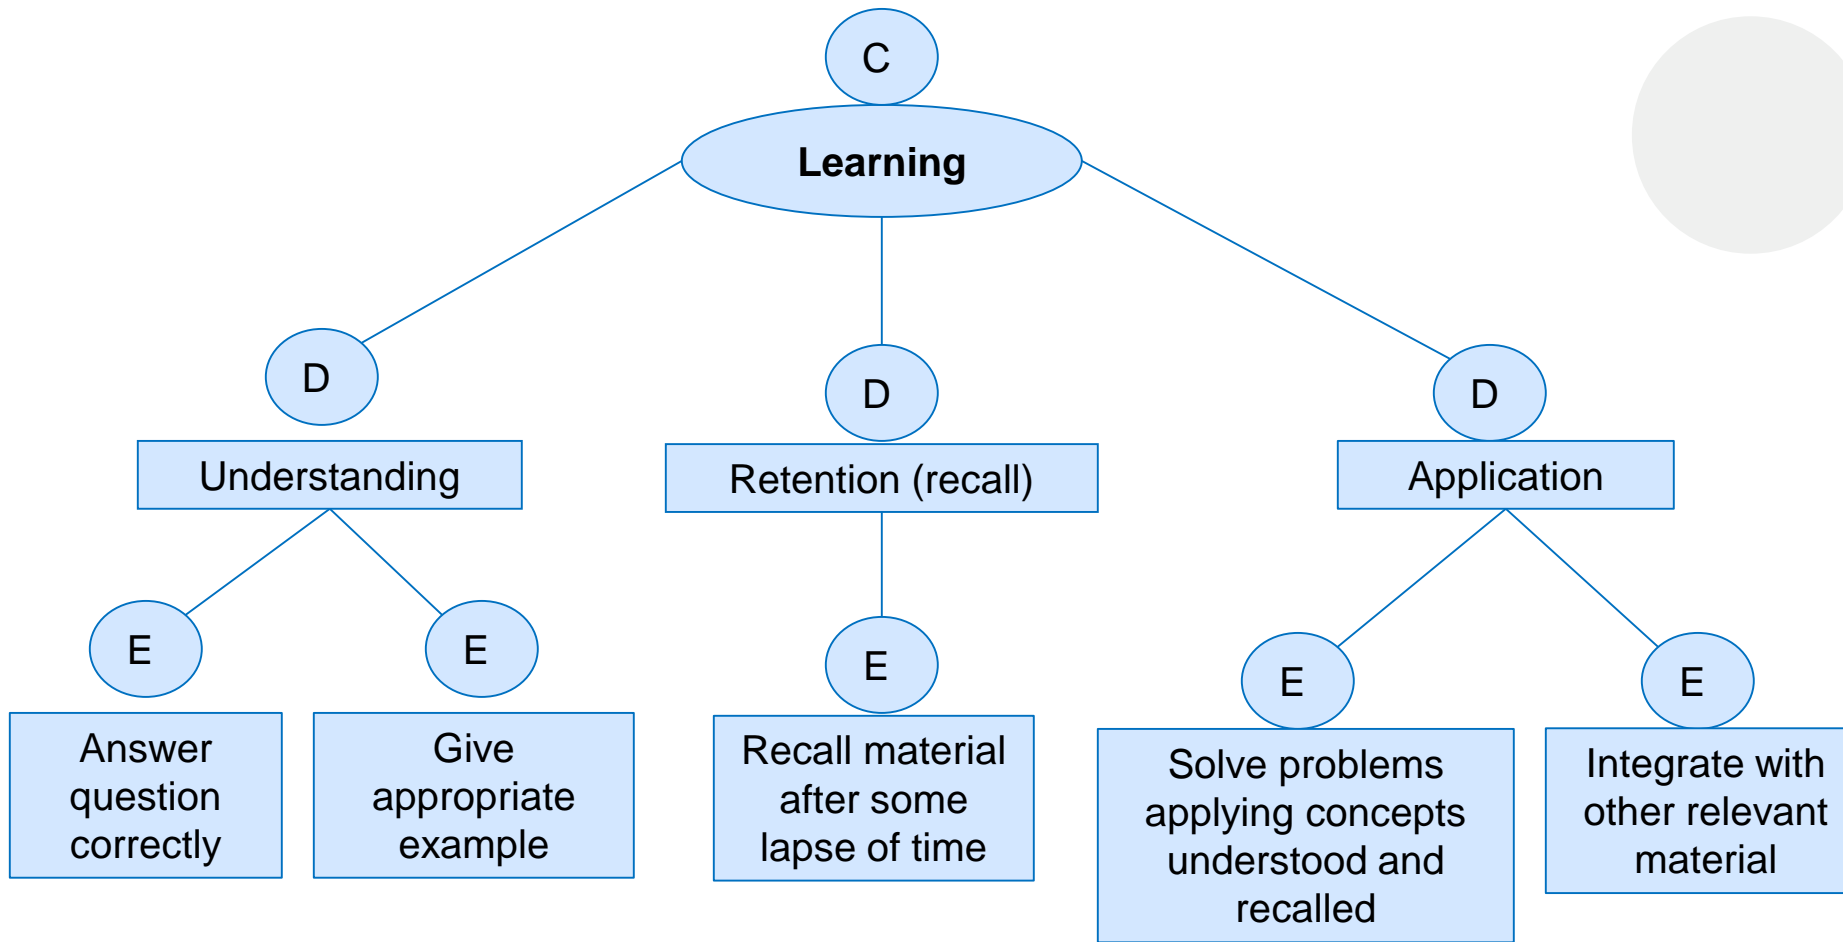 C
Learning
D
D
D
Understanding
Retention (recall)
Application
E
E
E
E
E
Answer
question
correctly
Give
appropriate
example
Recall material
after some
lapse of time
Solve problems
applying concepts
understood and
recalled
Integrate with
other relevant
material